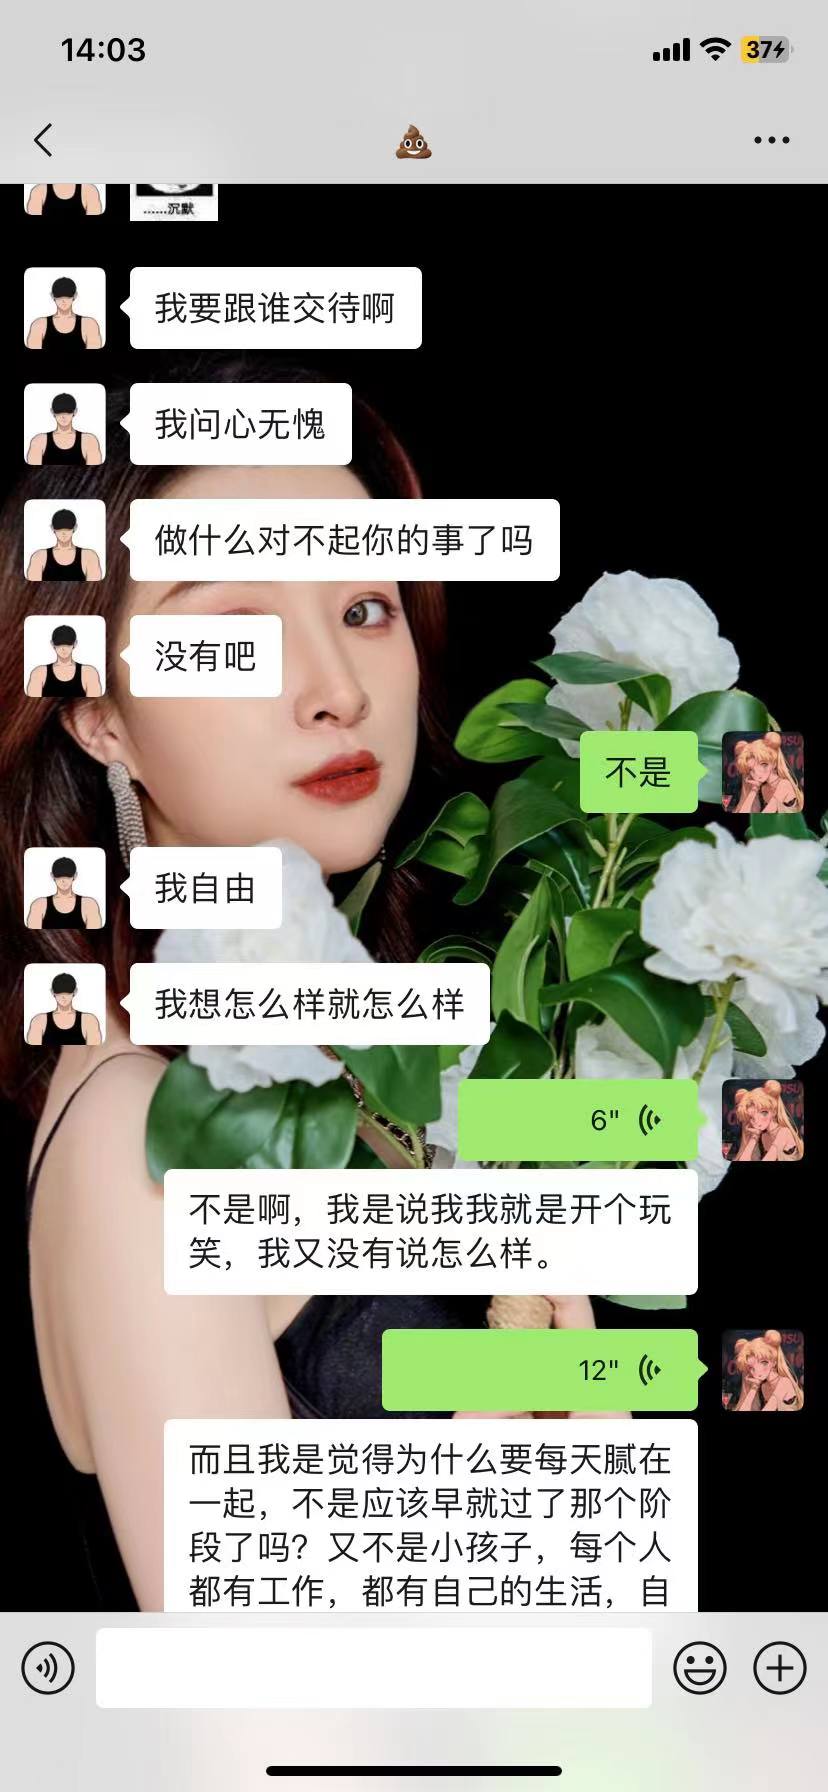 14:03
37
💩
......沉默
我要跟谁交待啊
我问心无愧
做什么对不起你的事了吗
没有吧
不是
我自由
我想怎么样就怎么样
6"
不是啊，我是说我我就是开个玩
笑，我又没有说怎么样。
12"
而且我是觉得为什么要每天腻在
一起，不是应该早就过了那个阶
段了吗？又不是小孩子，每个人
都有工作，都有自己的生活，自